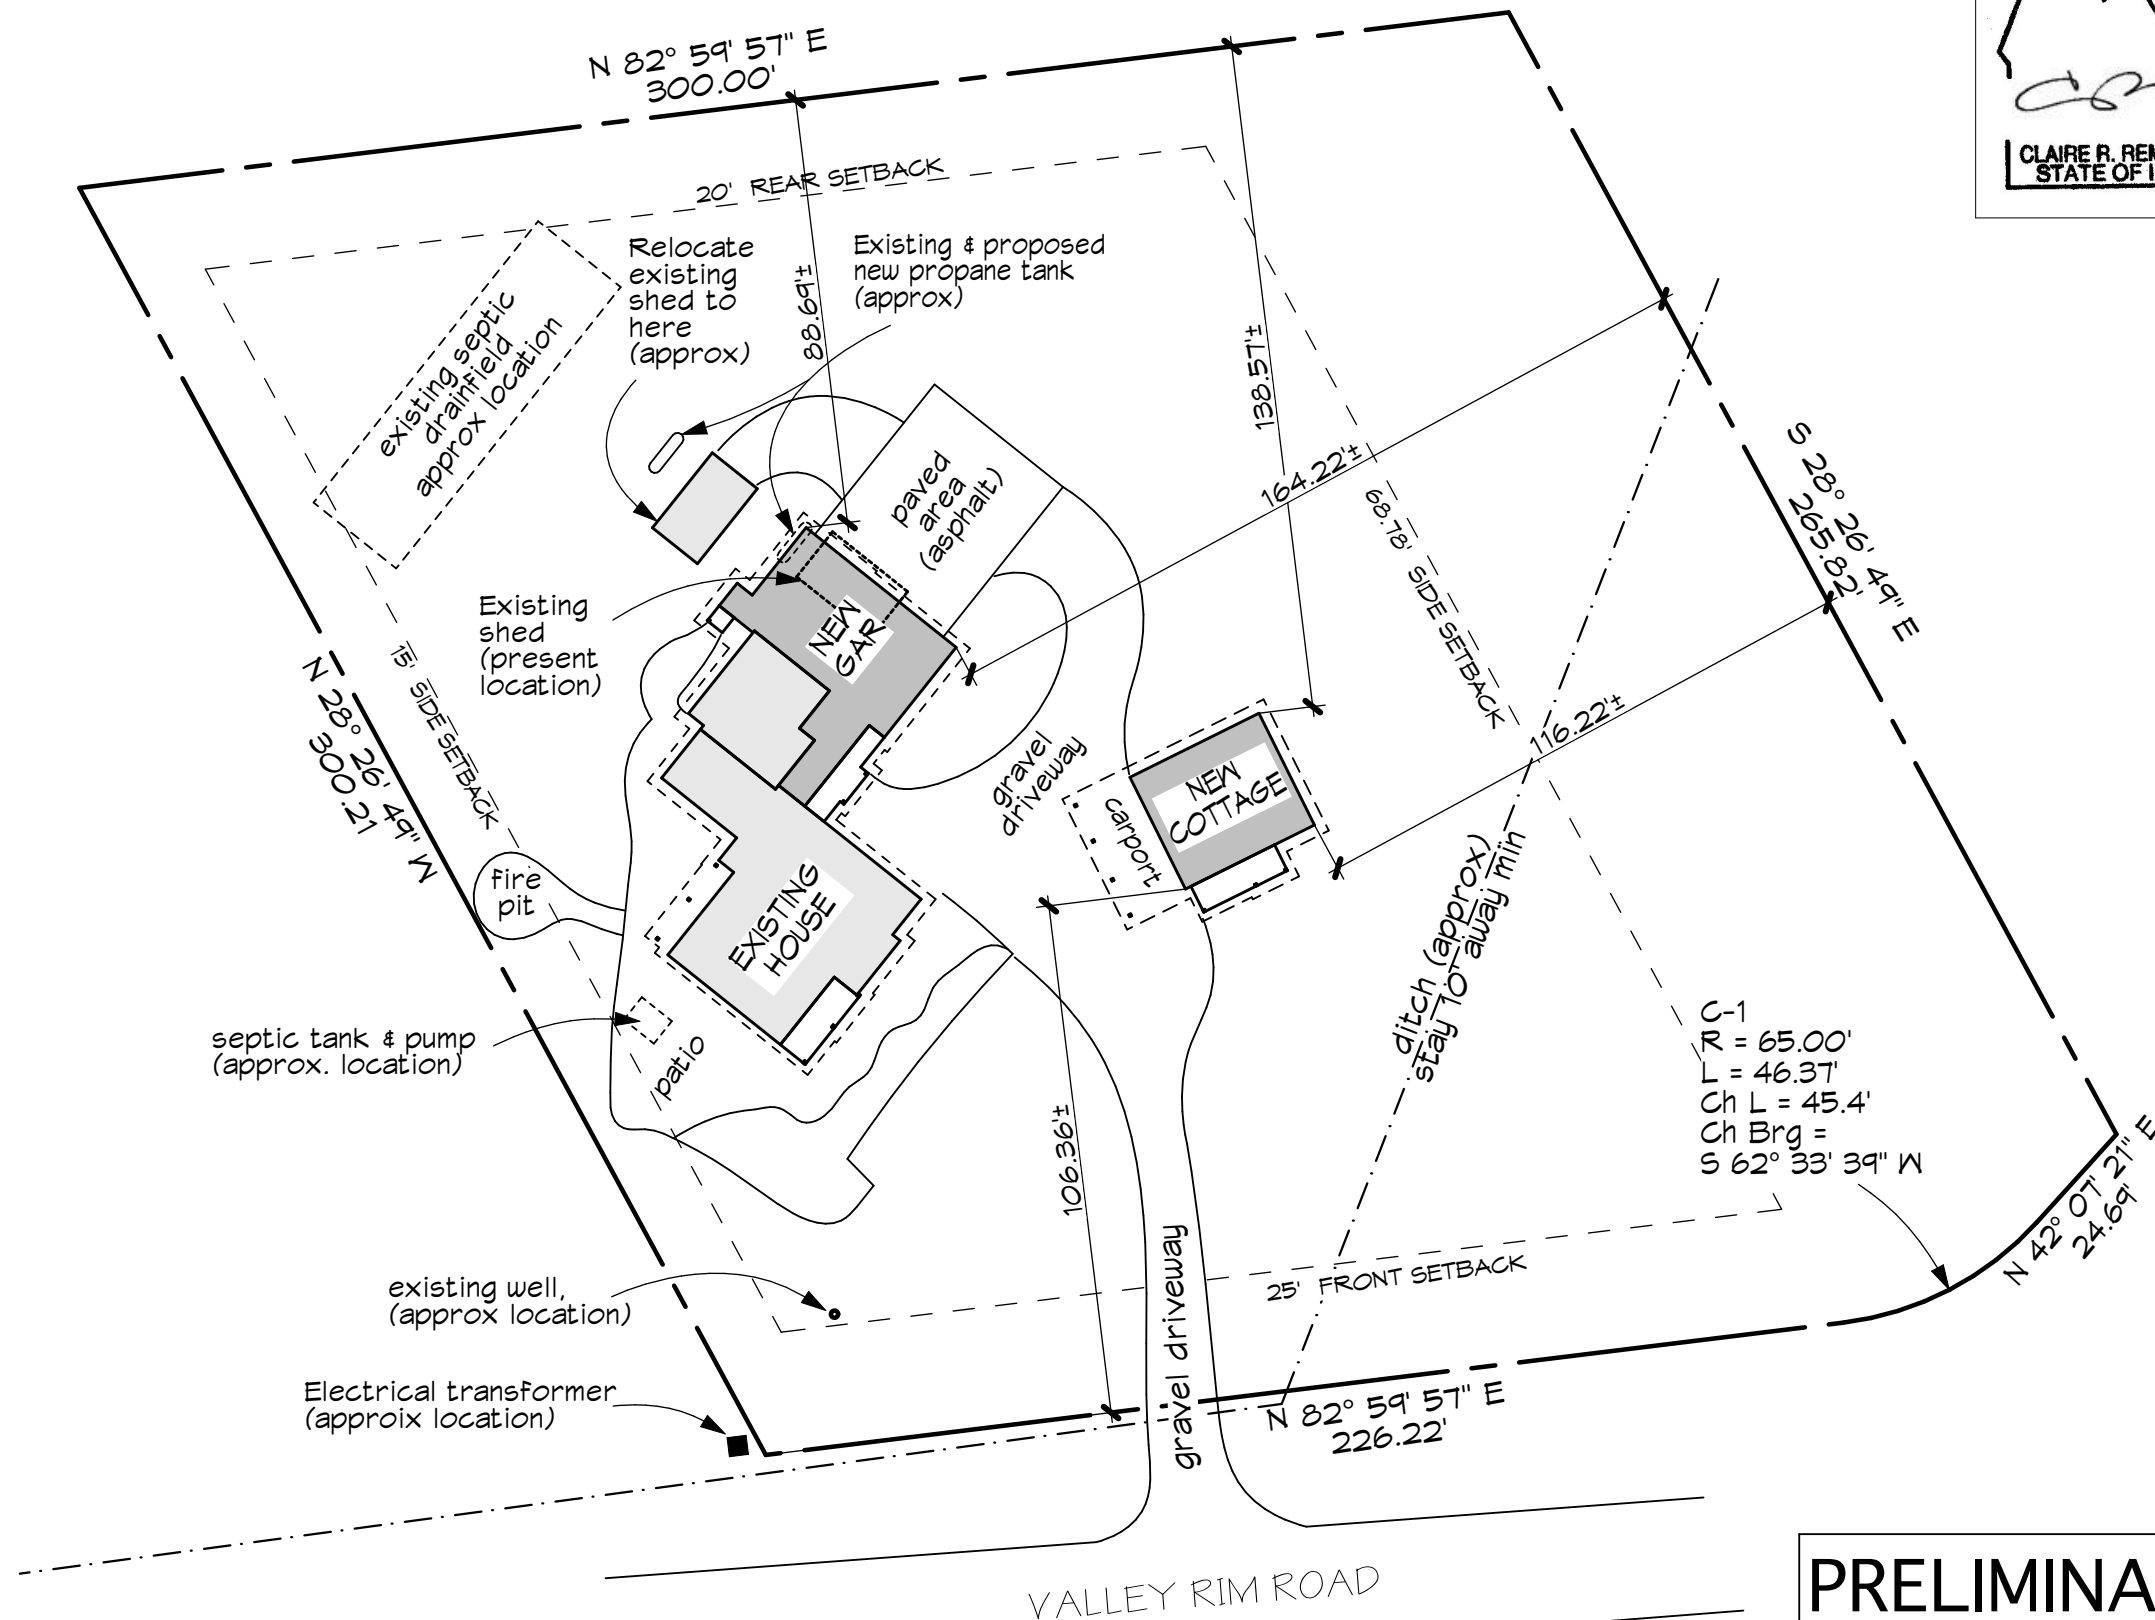 N 82° 59' 57" E
300.00'
CLAIRE R.
STATE OF
20' REAR SETBACK
Relocate
existing
shed to
here
(approx)
Existing & proposed
new propane tank
(approx)
88.69'±
138.57'±
existing septic
drainfield
approx location
paved
area
(asphalt)
164.22'±
68.78' SIDE SETBACK
S 28° 26' 49" E
265.82'
Existing
shed
(present
location)
NEW
GAR
15' SIDE SETBACK
N 28° 26' 49" W
300.21
116.22'±
gravel
driveway
NEW
COTTAGE
carport
fire
pit
EXISTING
HOUSE
ditch (approx)
stay 10' away min
septic tank & pump
(approx. location)
patio
C-1
R = 65.00'
L = 46.37'
Ch L = 45.4'
Ch Brg =
S 62° 33' 39" W
106.36'±
N 42° 07' 21" E
24.69'
existing well,
(approx location)
25' FRONT SETBACK
gravel driveway
Electrical transformer
(approix location)
N 82° 59' 57" E
226.22'
VALLEY RIM ROAD
PRELIMINA